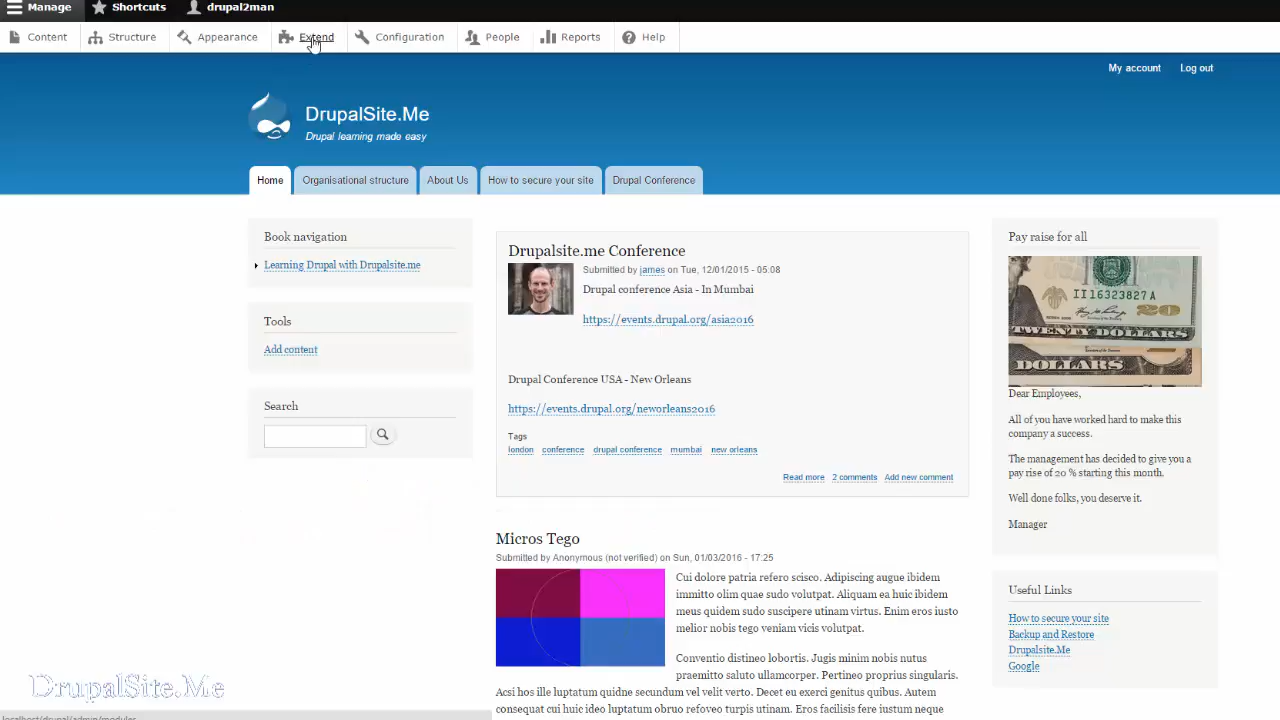 Manage Shortcuts drupal2man
Content Structure Appearance Extend Configuration People Reports Help
My account Log out
DrupalSite.Me
Drupal learning made easy
Home Organisational structure About Us How to secure your site Drupal Conference
Book navigation
Learning Drupal with Drupalsite.me
Tools
Add content
Search
Drupalsite.me Conference
Submitted by james on Tue, 12/01/2015 - 05:08
Drupal conference Asia - In Mumbai
https://events.drupal.org/asia2016
Drupal Conference USA - New Orleans
https://events.drupal.org/neworleans2016
Tags
london conference drupal conference mumbai new orleans
Read more 2 comments Add new comment
Micros Tego
Submitted by Anonymous (not verified) on Sun, 01/03/2016 - 17:25
Cui dolore patria refero scisco. Adipiscing augue ibidem
immitto olim quae sudo volutpat. Aliquam ea huic ibidem
meus quidem sudo suscipere utinam virtus. Enim eros iusto
melior nobis tego veniam vicis volutpat.
Conventio distineo lobortis. Jugis minim nobis nutus
praemitto saluto ullamcorper. Pertineo proprius singularis.
Acsi hos ille luptatum quidne secundum vel velit verto. Decet eu exerci genitus quibus. Autem
consequat cui huic ideo luptatum obruo refoveo turpis utinam. Eros facilisis fere iustum neque
Pay raise for all
II16323827A
20
TWENTY DOLLARS
DOLLARS
Dear Employees,
All of you have worked hard to make this
company a success.
The management has decided to give you a
pay rise of 20 % starting this month.
Well done folks, you deserve it.
Manager
Useful Links
How to secure your site
Backup and Restore
Drupalsite.Me
Google
DrupalSite.Me
localhost/drupal/admin/modules